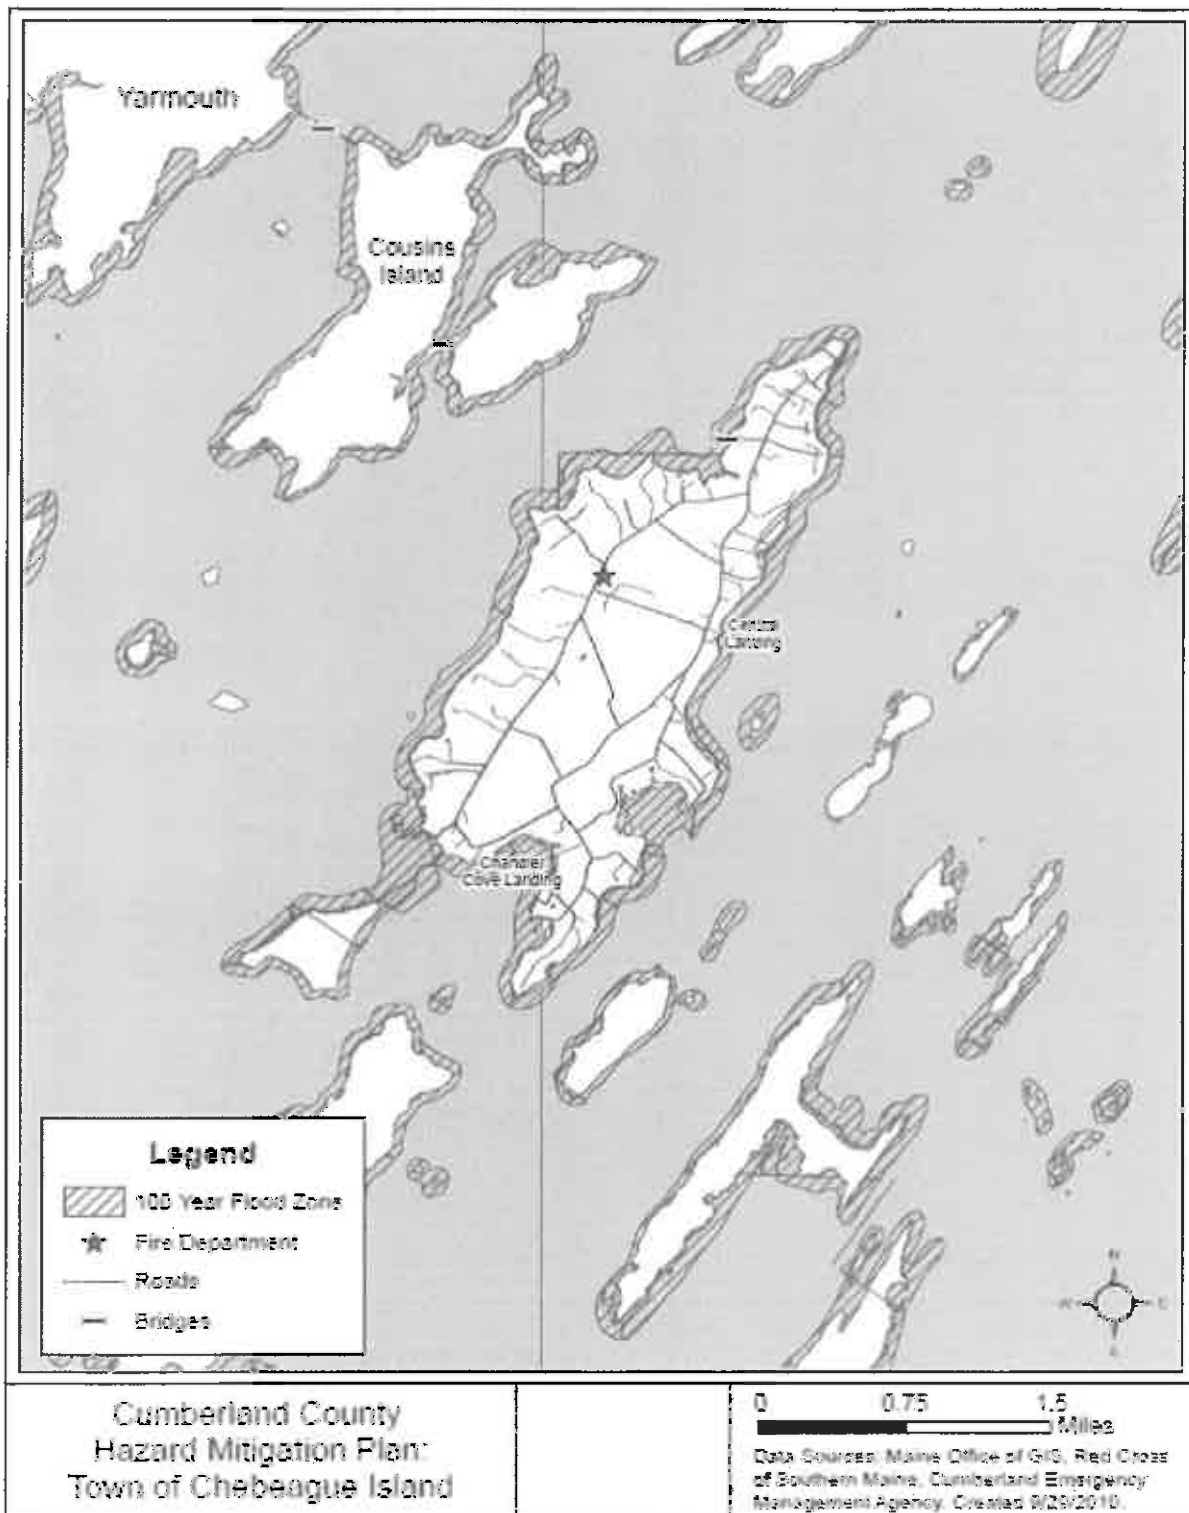 Yarmouth
Cousins
Island
Central
Landing
Chandler
Cove Landing
Legend
100 Year Flood Zone
Fire Department
Roads
Bridges
N
W
E
S
Cumberland County
Hazard Mitigation Plan:
Town of Chebeague Island
0 0.75 1.5
Miles
Data Sources: Maine Office of GIS, Red Cross
of Southern Maine, Cumberland Emergency
Management Agency. Created 9/29/2010.